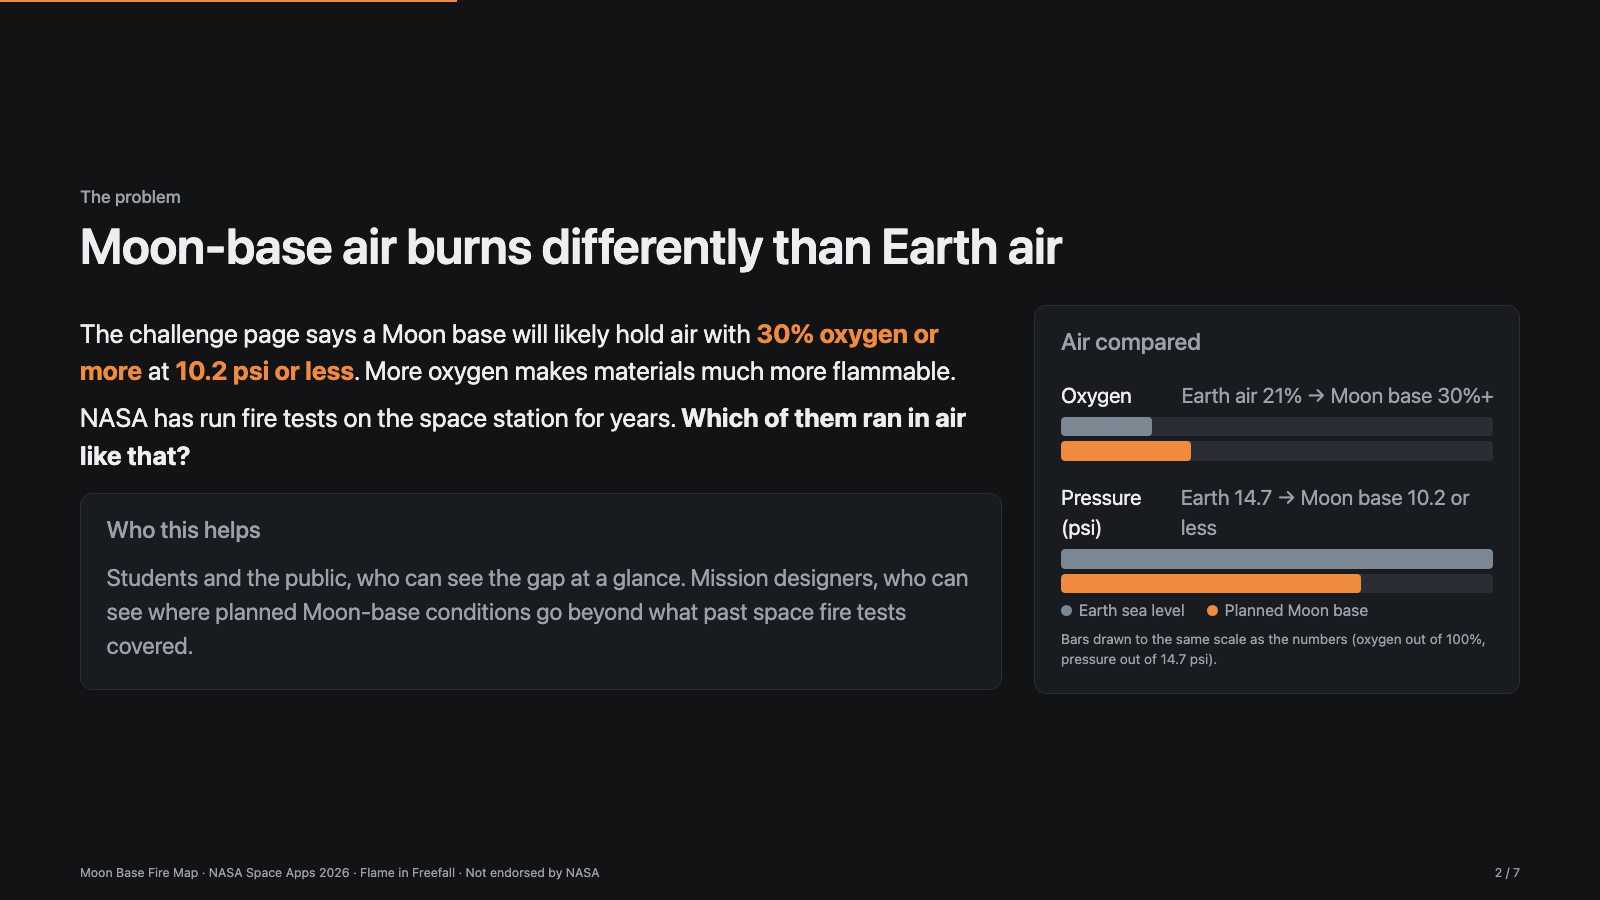 The problem
Moon-base air burns differently than Earth air
The challenge page says a Moon base will likely hold air with 30% oxygen or
more at 10.2 psi or less. More oxygen makes materials much more flammable.
NASA has run fire tests on the space station for years. Which of them ran in air
like that?
Who this helps
Students and the public, who can see the gap at a glance. Mission designers, who can
see where planned Moon-base conditions go beyond what past space fire tests
covered.
Air compared
Oxygen Earth air 21% → Moon base 30%+
Pressure Earth 14.7 → Moon base 10.2 or
(psi) less
Earth sea level Planned Moon base
Bars drawn to the same scale as the numbers (oxygen out of 100%,
pressure out of 14.7 psi).
Moon Base Fire Map · NASA Space Apps 2026 · Flame in Freefall · Not endorsed by NASA
2 / 7